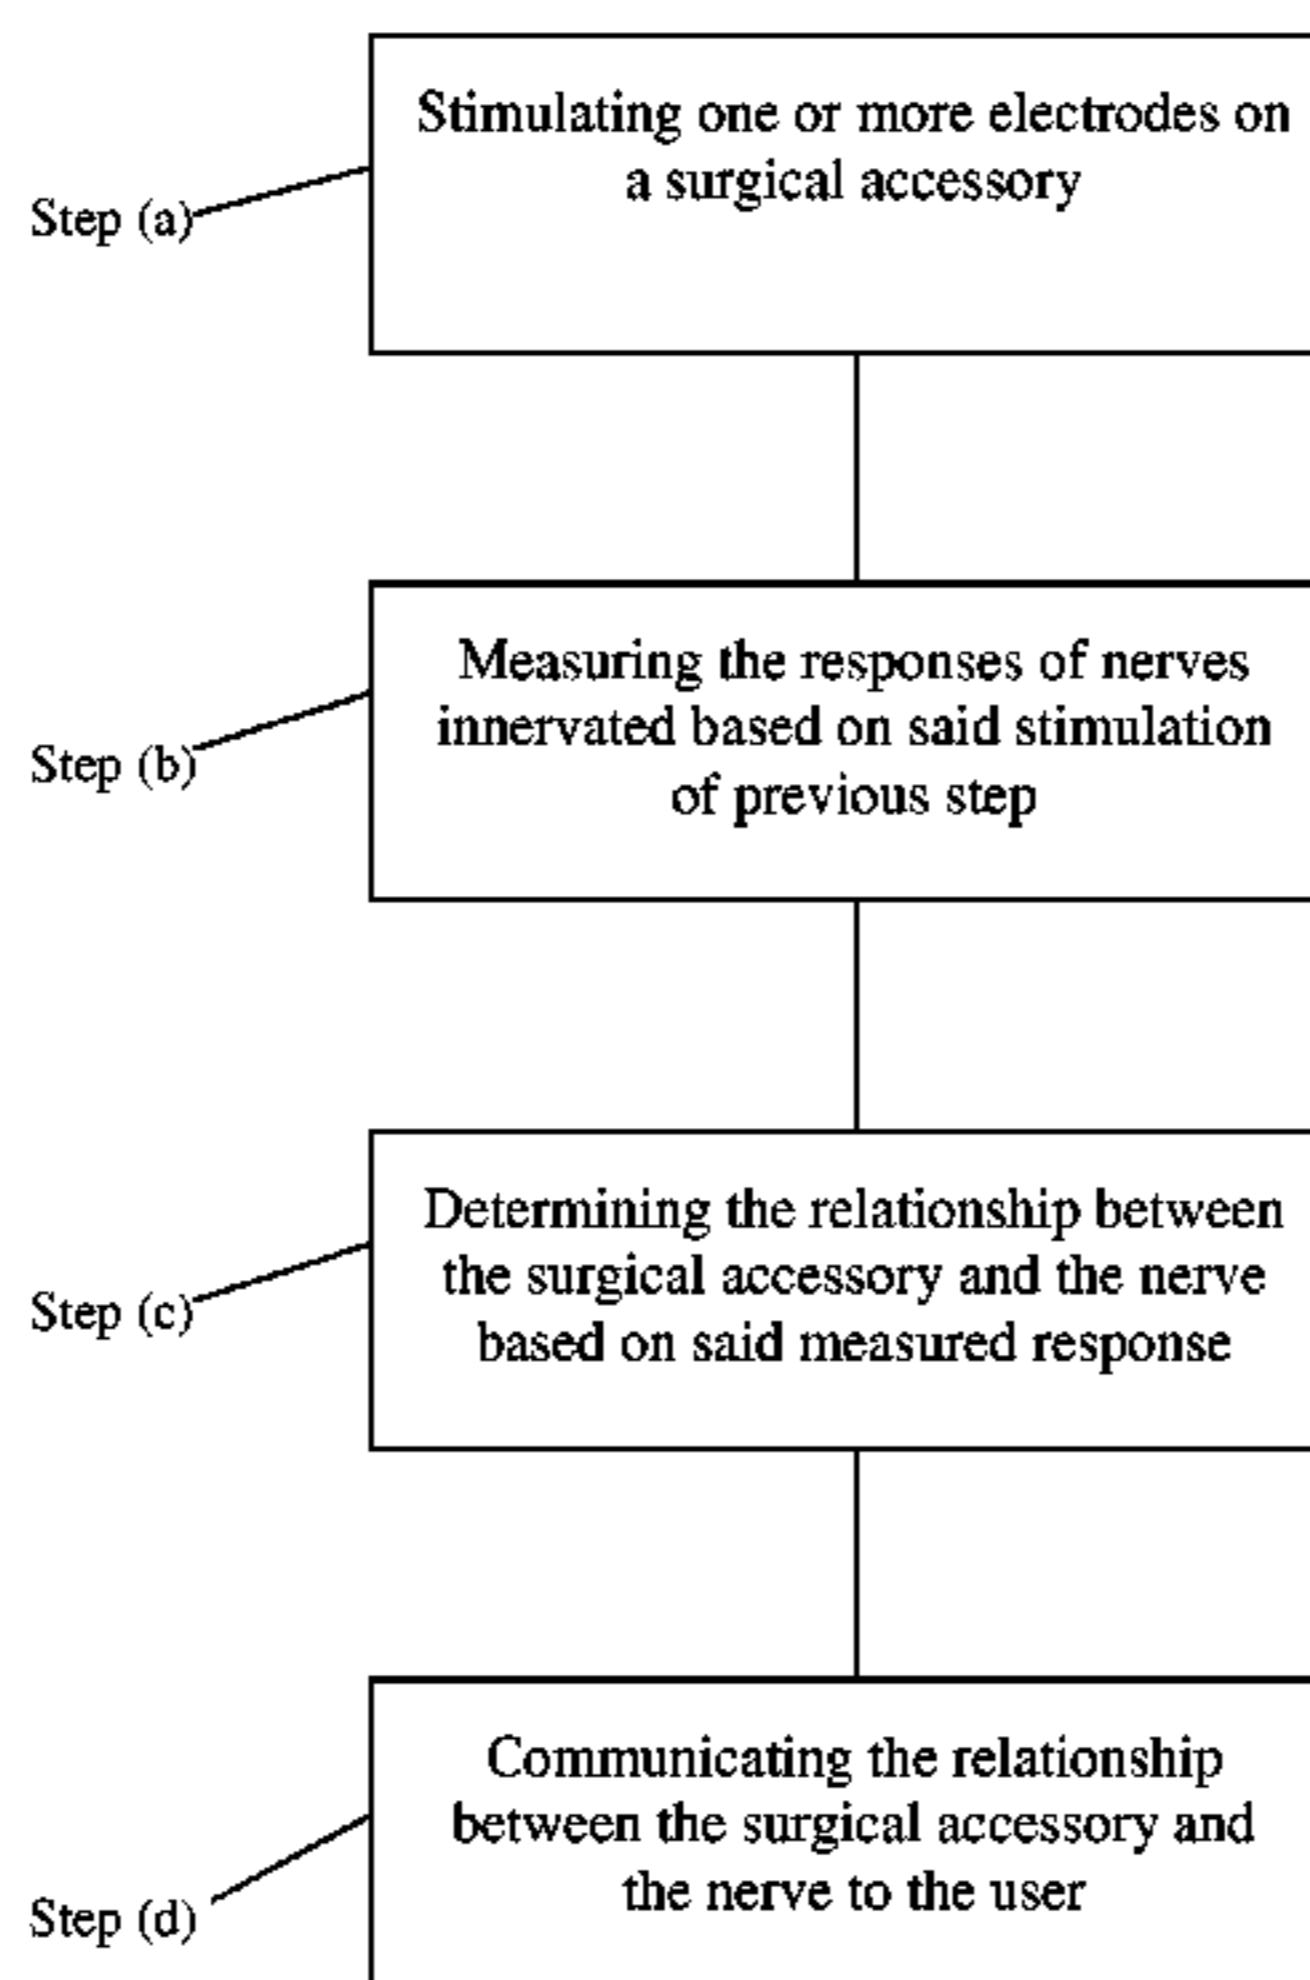 Stimulating one or more electrodes on
a surgical accessory
Step (a)
Measuring the responses of nerves
innervated based on said stimulation
of previous step
Step (b)
Determining the relationship between
the surgical accessory and the nerve
based on said measured response
Step (c)
Communicating the relationship
between the surgical accessory and
the nerve to the user
Step (d)